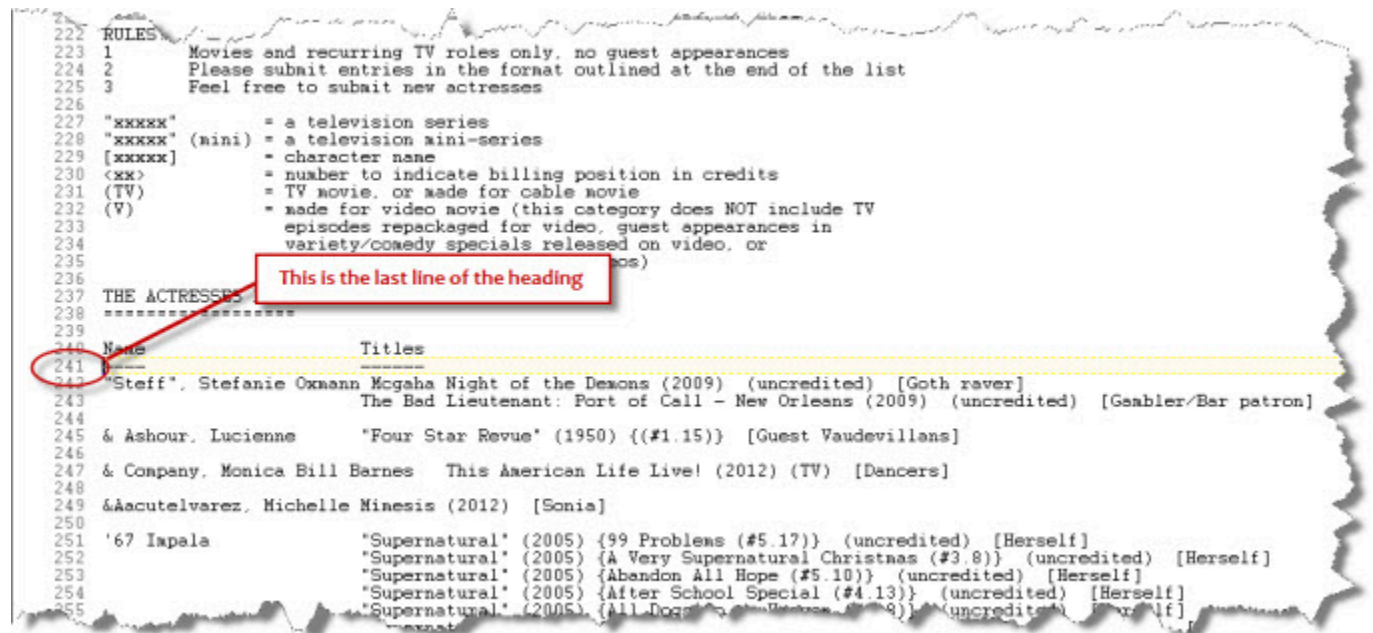 222 RULES
223 1 Movies and recurring TV roles only, no guest appearances
224 2 Please submit entries in the format outlined at the end of the list
225 3 Feel free to submit new actresses
226
227 "xxxxx" = a television series
228 "xxxxx" (mini) = a television mini-series
229 [xxxxx] = character name
230 <xx> = number to indicate billing position in credits
231 (TV) = TV movie, or made for cable movie
232 (V) = made for video movie (this category does NOT include TV
233 episodes repackaged for video, guest appearances in
234 variety/comedy specials released on video, or
235
236
This is the last line of the heading
237 THE ACTRESSES
238 ==================
239
240 Name Titles
241 ---- ------
242 "Steff", Stefanie Oxmann Mcgaha Night of the Demons (2009) (uncredited) [Goth raver]
243 The Bad Lieutenant: Port of Call - New Orleans (2009) (uncredited) [Gambler/Bar patron]
244
245 & Ashour, Lucienne "Four Star Revue" (1950) {(#1.15)} [Guest Vaudevillans]
246
247 & Company, Monica Bill Barnes This American Life Live! (2012) (TV) [Dancers]
248
249 &Aacutelvarez, Michelle Mimesis (2012) [Sonia]
250
251 '67 Impala "Supernatural" (2005) {99 Problems (#5.17)} (uncredited) [Herself]
252 "Supernatural" (2005) {A Very Supernatural Christmas (#3.8)} (uncredited) [Herself]
253 "Supernatural" (2005) {Abandon All Hope (#5.10)} (uncredited) [Herself]
254 "Supernatural" (2005) {After School Special (#4.13)} (uncredited) [Herself]
255 "Supernatural" (2005) {All Dogs